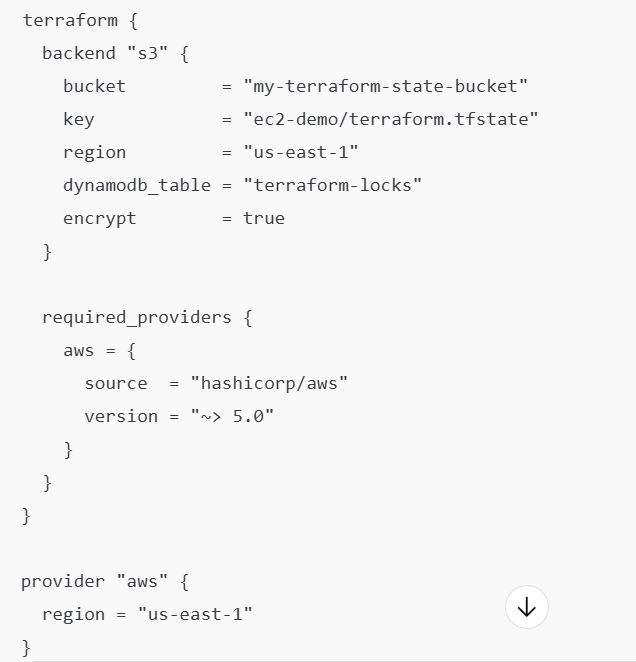 terraform {
  backend "s3" {
    bucket         = "my-terraform-state-bucket"
    key            = "ec2-demo/terraform.tfstate"
    region         = "us-east-1"
    dynamodb_table = "terraform-locks"
    encrypt        = true
  }

  required_providers {
    aws = {
      source  = "hashicorp/aws"
      version = "~> 5.0"
    }
  }
}

provider "aws" {
  region = "us-east-1"
}